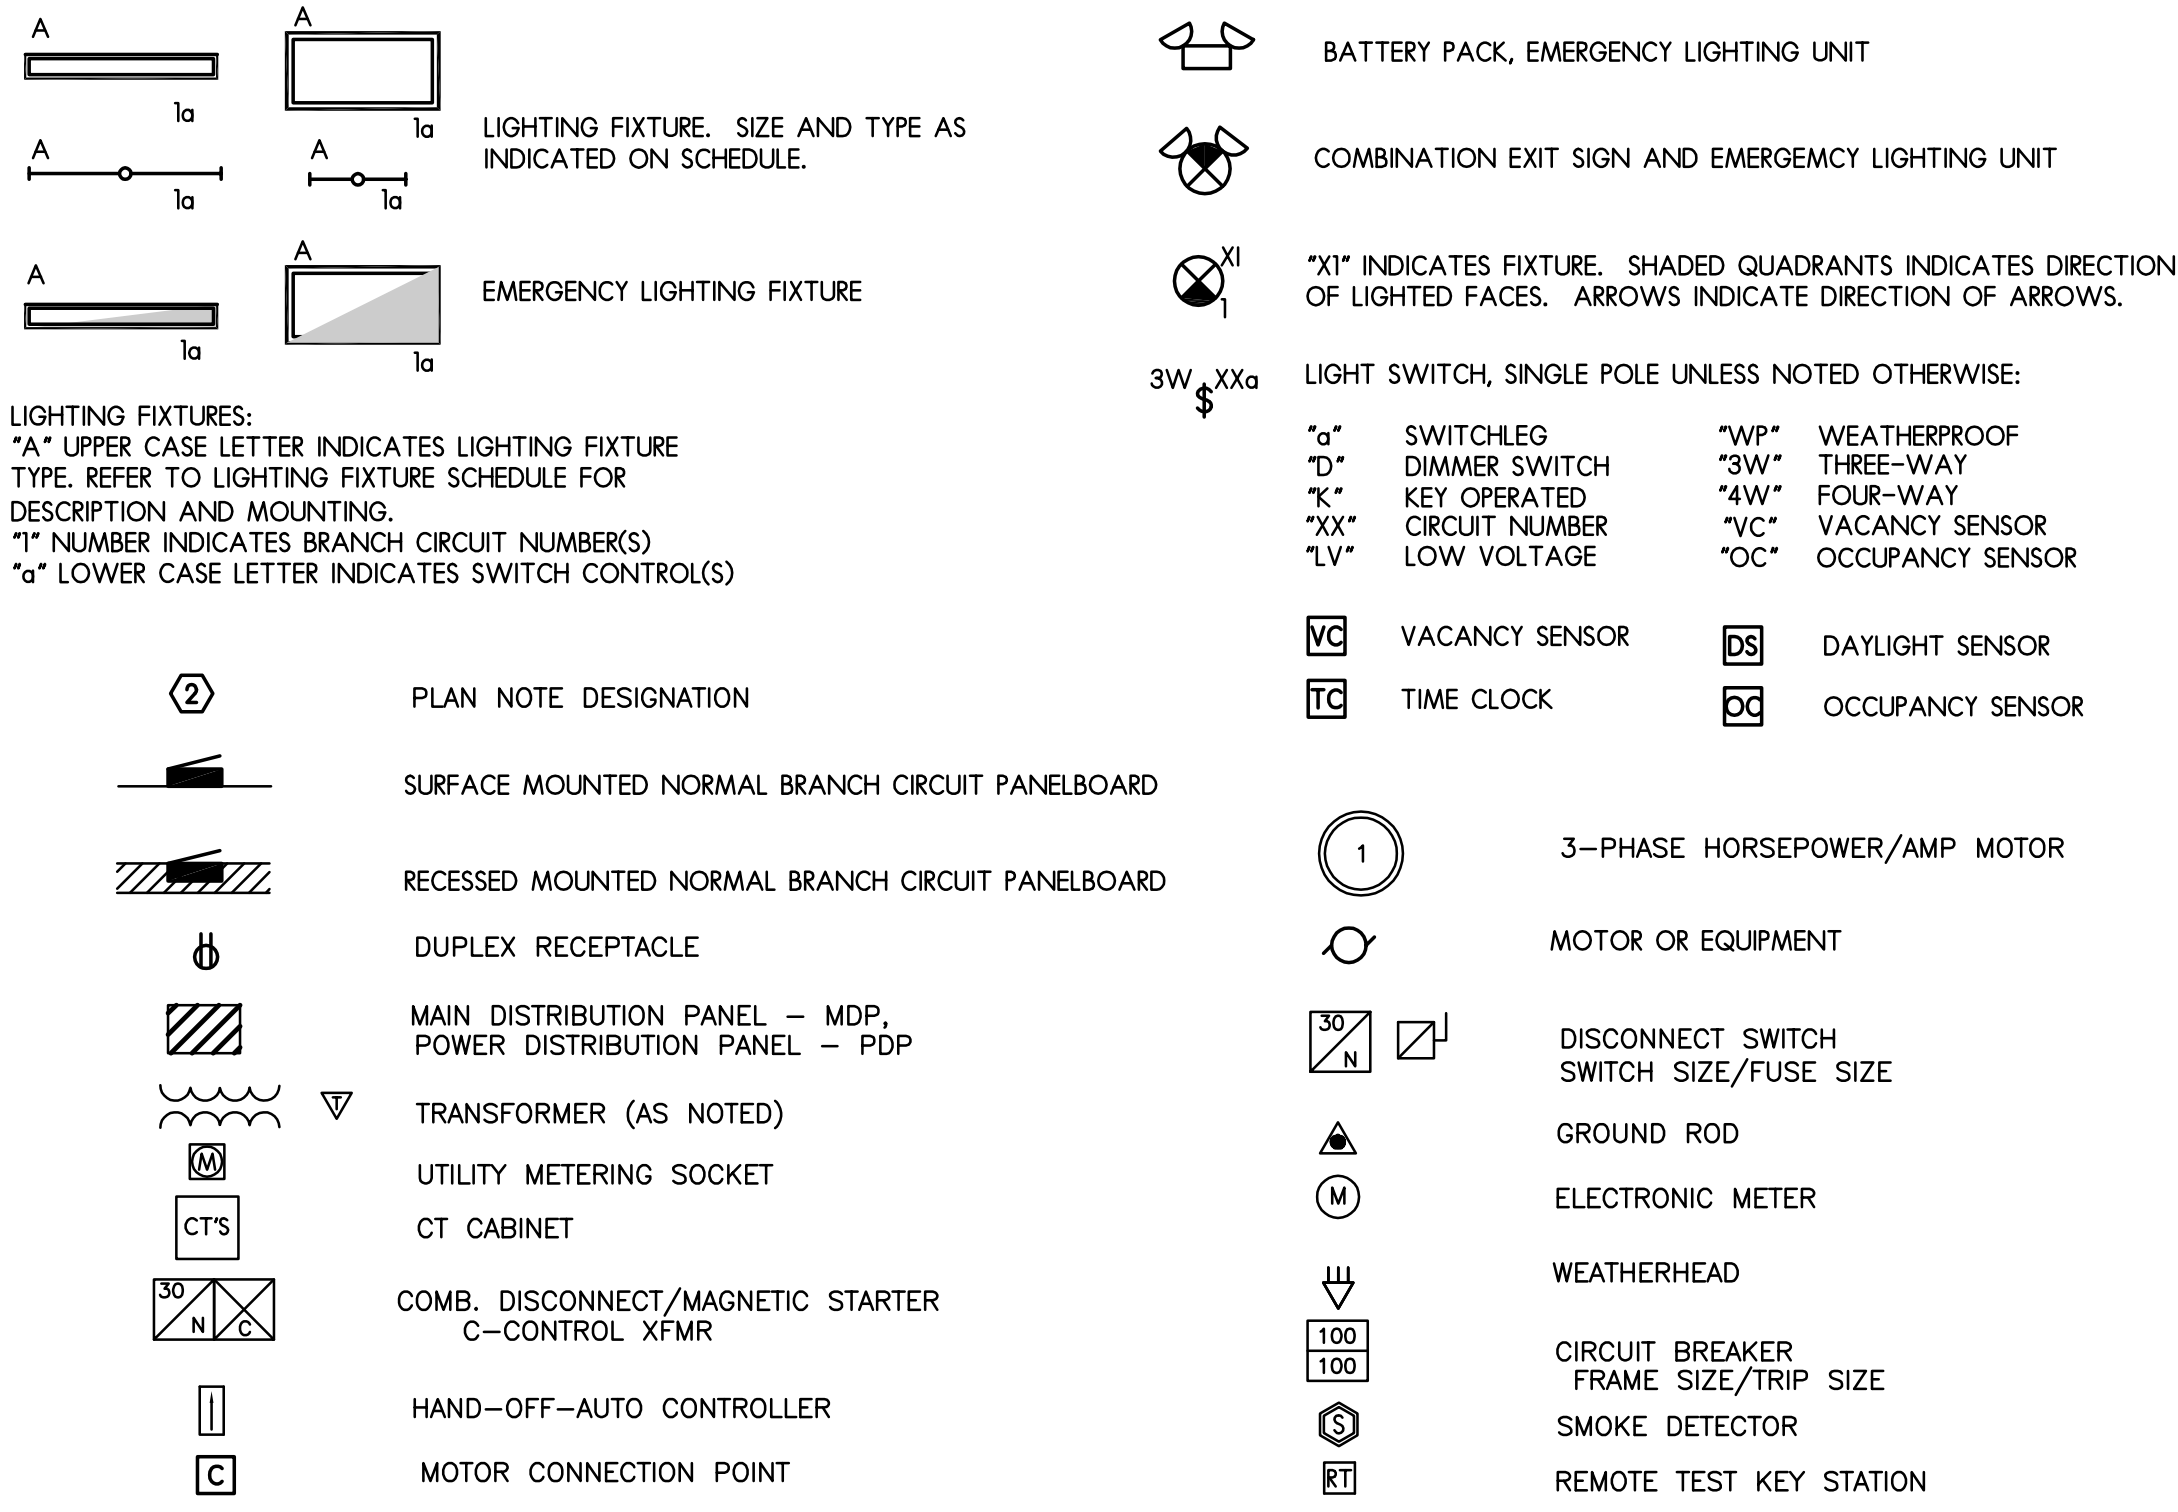 A
1a
A
1a
A
1a
A
1a
LIGHTING FIXTURE. SIZE AND TYPE AS
INDICATED ON SCHEDULE.
A
1a
A
1a
EMERGENCY LIGHTING FIXTURE
LIGHTING FIXTURES:
"A" UPPER CASE LETTER INDICATES LIGHTING FIXTURE
TYPE. REFER TO LIGHTING FIXTURE SCHEDULE FOR
DESCRIPTION AND MOUNTING.
"1" NUMBER INDICATES BRANCH CIRCUIT NUMBER(S)
"a" LOWER CASE LETTER INDICATES SWITCH CONTROL(S)
2 PLAN NOTE DESIGNATION
SURFACE MOUNTED NORMAL BRANCH CIRCUIT PANELBOARD
RECESSED MOUNTED NORMAL BRANCH CIRCUIT PANELBOARD
DUPLEX RECEPTACLE
MAIN DISTRIBUTION PANEL – MDP,
POWER DISTRIBUTION PANEL – PDP
T TRANSFORMER (AS NOTED)
M UTILITY METERING SOCKET
CT'S CT CABINET
30
N C
COMB. DISCONNECT/MAGNETIC STARTER
C–CONTROL XFMR
HAND–OFF–AUTO CONTROLLER
C MOTOR CONNECTION POINT
BATTERY PACK, EMERGENCY LIGHTING UNIT
COMBINATION EXIT SIGN AND EMERGEMCY LIGHTING UNIT
X1
1
"X1" INDICATES FIXTURE. SHADED QUADRANTS INDICATES DIRECTION
OF LIGHTED FACES. ARROWS INDICATE DIRECTION OF ARROWS.
3W $ XXa LIGHT SWITCH, SINGLE POLE UNLESS NOTED OTHERWISE:
"a" SWITCHLEG "WP" WEATHERPROOF
"D" DIMMER SWITCH "3W" THREE–WAY
"K" KEY OPERATED "4W" FOUR–WAY
"XX" CIRCUIT NUMBER "VC" VACANCY SENSOR
"LV" LOW VOLTAGE "OC" OCCUPANCY SENSOR
VC VACANCY SENSOR DS DAYLIGHT SENSOR
TC TIME CLOCK OC OCCUPANCY SENSOR
1 3–PHASE HORSEPOWER/AMP MOTOR
MOTOR OR EQUIPMENT
30
N
DISCONNECT SWITCH
SWITCH SIZE/FUSE SIZE
GROUND ROD
M ELECTRONIC METER
WEATHERHEAD
100
100
CIRCUIT BREAKER
FRAME SIZE/TRIP SIZE
S SMOKE DETECTOR
RT REMOTE TEST KEY STATION